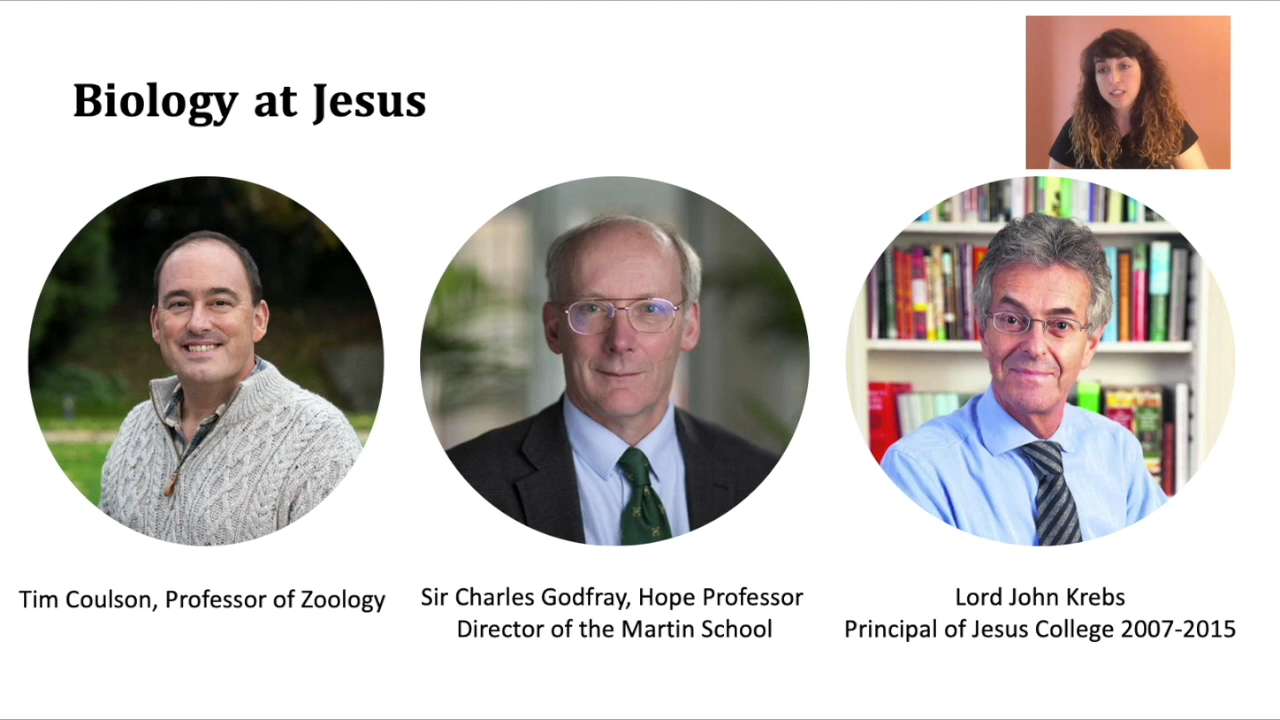 Biology at Jesus
Tim Coulson, Professor of Zoology
Sir Charles Godfray, Hope Professor
Director of the Martin School
Lord John Krebs
Principal of Jesus College 2007-2015